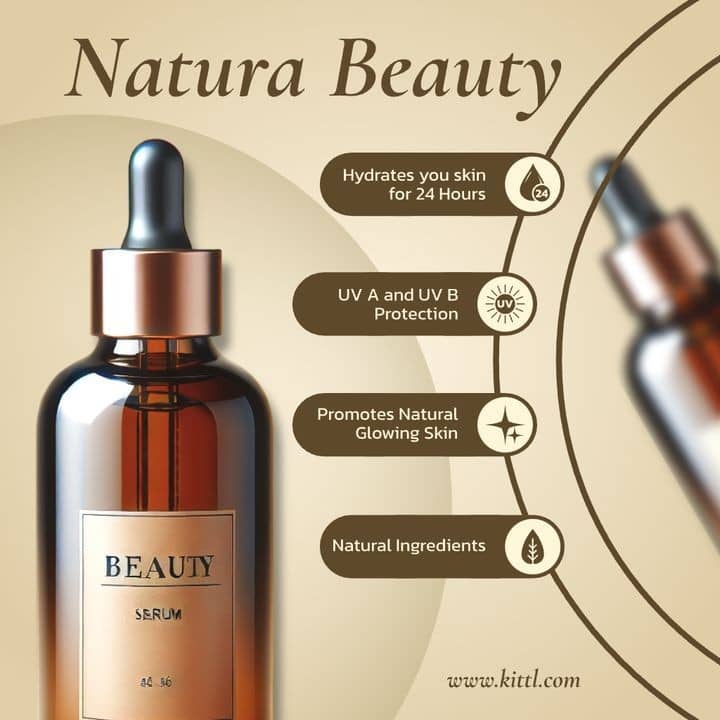 Natura Beauty
Hydrates you skin
for 24 Hours
24
UV A and UV B
Protection
UV
Promotes Natural
Glowing Skin
Natural Ingredients
BEAUTY
SERUM
www.kittl.com